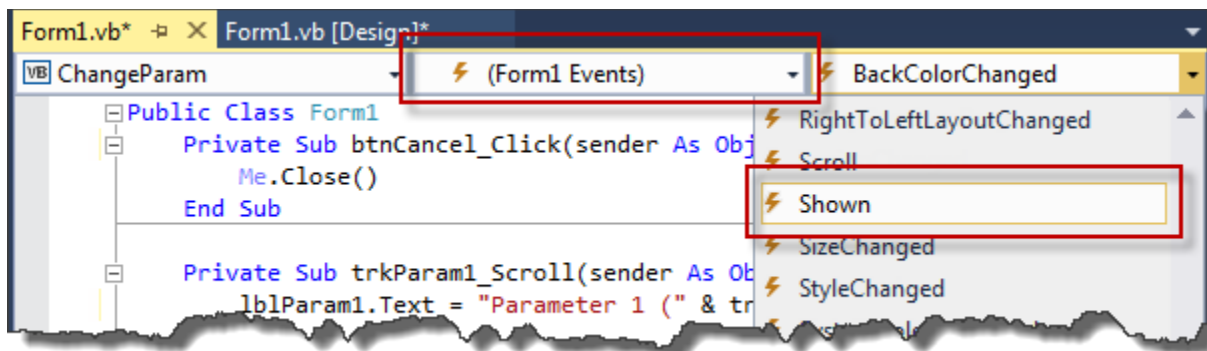 Form1.vb* Form1.vb [Design]*
VB ChangeParam (Form1 Events) BackColorChanged
Public Class Form1
Private Sub btnCancel_Click(sender As Obj
Me.Close()
End Sub
Private Sub trkParam1_Scroll(sender As Ob
lblParam1.Text = "Parameter 1 (" & tr
RightToLeftLayoutChanged
Scroll
Shown
SizeChanged
StyleChanged